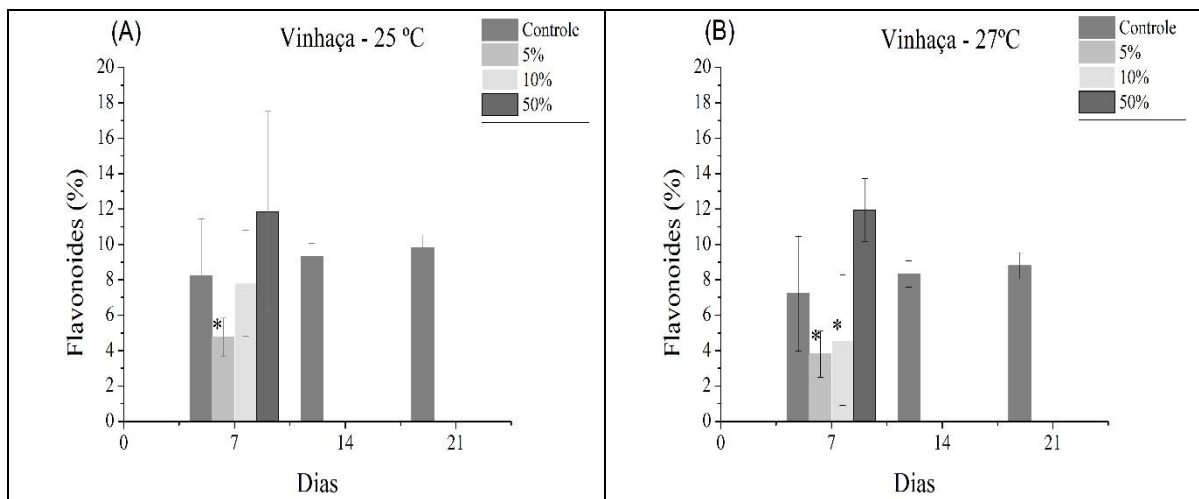 (A)
Vinhaça - 25 ºC
Controle
5%
10%
50%
Flavonoides (%)
20
18
16
14
12
10
8
6
4
2
0
*
0 7 14 21
Dias
(B)
Vinhaça - 27ºC
Controle
5%
10%
50%
Flavonoides (%)
20
18
16
14
12
10
8
6
4
2
0
* *
0 7 14 21
Dias